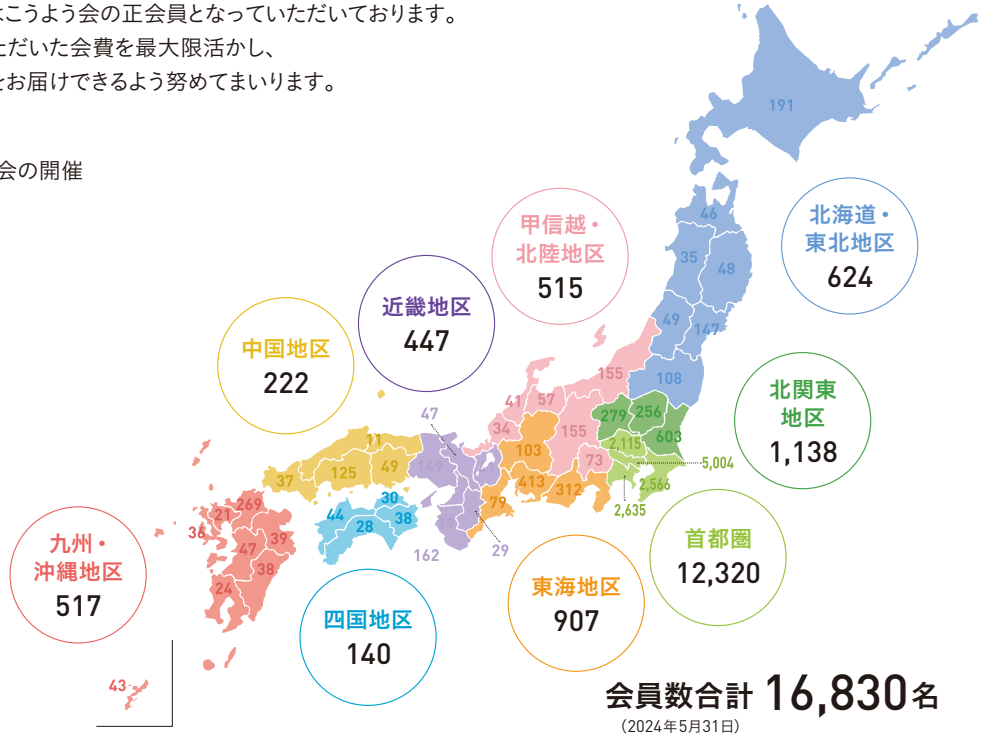 こうよう会の正会員となっていただいております。
ただいた会費を最大限活かし、
をお届けできるよう努めてまいります。
会の開催
191
北海道・
東北地区
624
46
35
48
49
147
108
甲信越・
北陸地区
515
155
41
57
34
155
73
近畿地区
447
47
149
41
29
162
中国地区
222
11
37
125
49
北関東
地区
1,138
279
256
603
2,115
5,004
2,566
2,635
首都圏
12,320
103
413
312
79
東海地区
907
30
44
28
38
四国地区
140
269
21
36
39
47
38
24
43
九州・
沖縄地区
517
会員数合計 16,830名
(2024年5月31日)